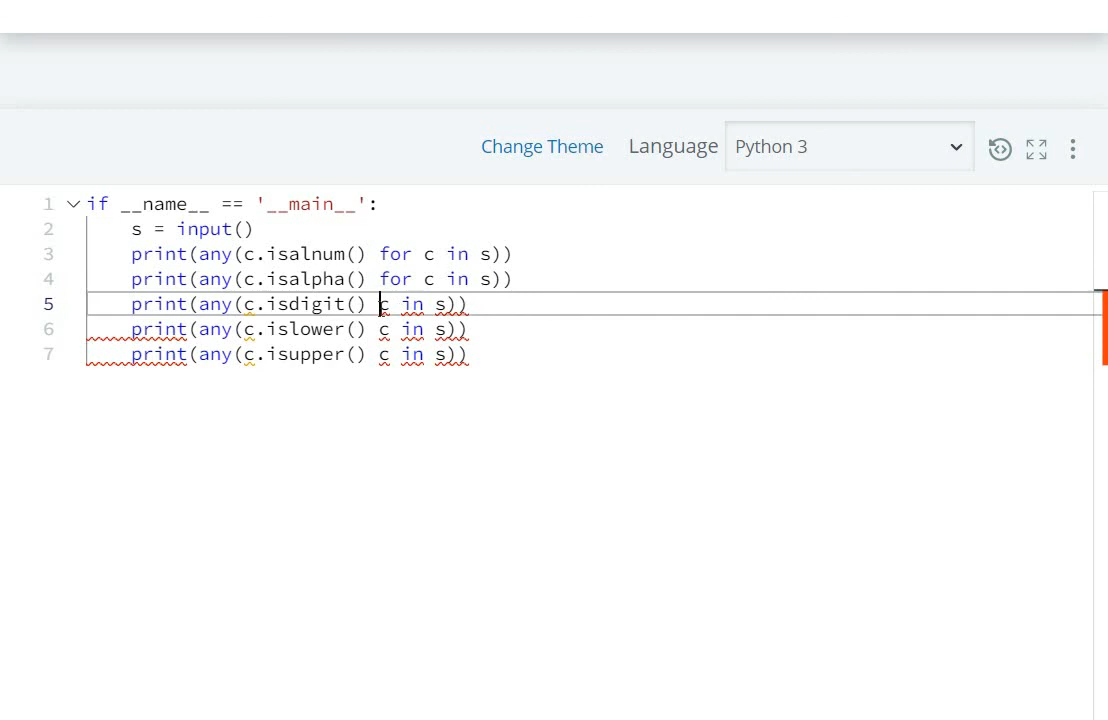 Change Theme Language Python 3
1 if __name__ == '__main__':
2 s = input()
3 print(any(c.isalnum() for c in s))
4 print(any(c.isalpha() for c in s))
5 print(any(c.isdigit() c in s))
6 print(any(c.islower() c in s))
7 print(any(c.isupper() c in s))